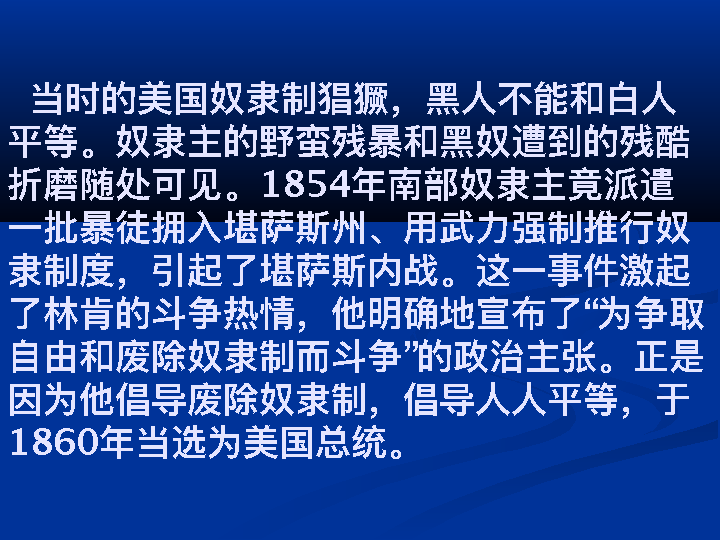 当时的美国奴隶制猖獗，黑人不能和白人
平等。奴隶主的野蛮残暴和黑奴遭到的残酷
折磨随处可见。1854年南部奴隶主竟派遣
一批暴徒拥入堪萨斯州、用武力强制推行奴
隶制度，引起了堪萨斯内战。这一事件激起
了林肯的斗争热情，他明确地宣布了“为争取
自由和废除奴隶制而斗争”的政治主张。正是
因为他倡导废除奴隶制，倡导人人平等，于
1860年当选为美国总统。